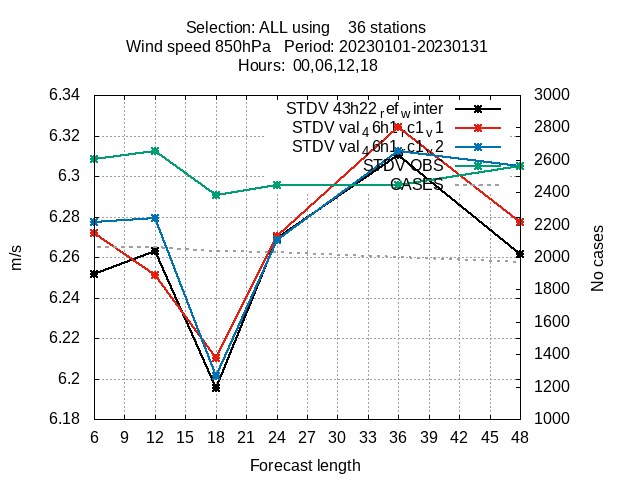 Selection: ALL using 36 stations
Wind speed 850hPa Period: 20230101-20230131
Hours: 00,06,12,18
6.34
6.32
6.3
6.28
6.26
6.24
6.22
6.2
6.18
m/s
STDV 43h22refwinter
STDV val46h1rc1v1
STDV val46h1rc1v2
STDV OBS
CASES
3000
2800
2600
2400
2200
2000
1800
1600
1400
1200
1000
No cases
6 9 12 15 18 21 24 27 30 33 36 39 42 45 48
Forecast length